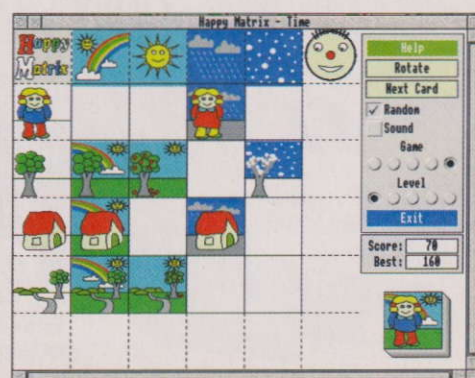 Happy Matrix - Time
Happy
Matrix
Help
Rotate
Next Card
Random
Sound
Game
Level
Exit
Score: 70
Best: 160